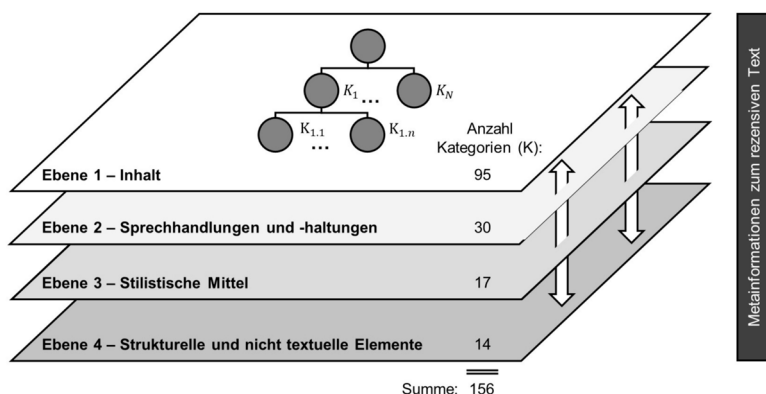 K₁ ... K_N
K₁.₁ ... K₁.ₙ
Anzahl
Kategorien (K):
Ebene 1 – Inhalt 95
Ebene 2 – Sprechhandlungen und -haltungen 30
Ebene 3 – Stilistische Mittel 17
Ebene 4 – Strukturelle und nicht textuelle Elemente 14
Summe: 156
Metainformationen zum rezensiven Text